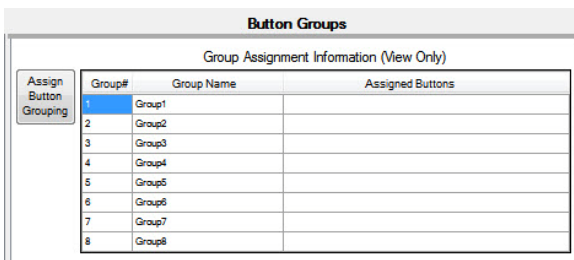 Button Groups
Group Assignment Information (View Only)
Assign
Button
Grouping
Group# Group Name Assigned Buttons
1 Group1
2 Group2
3 Group3
4 Group4
5 Group5
6 Group6
7 Group7
8 Group8